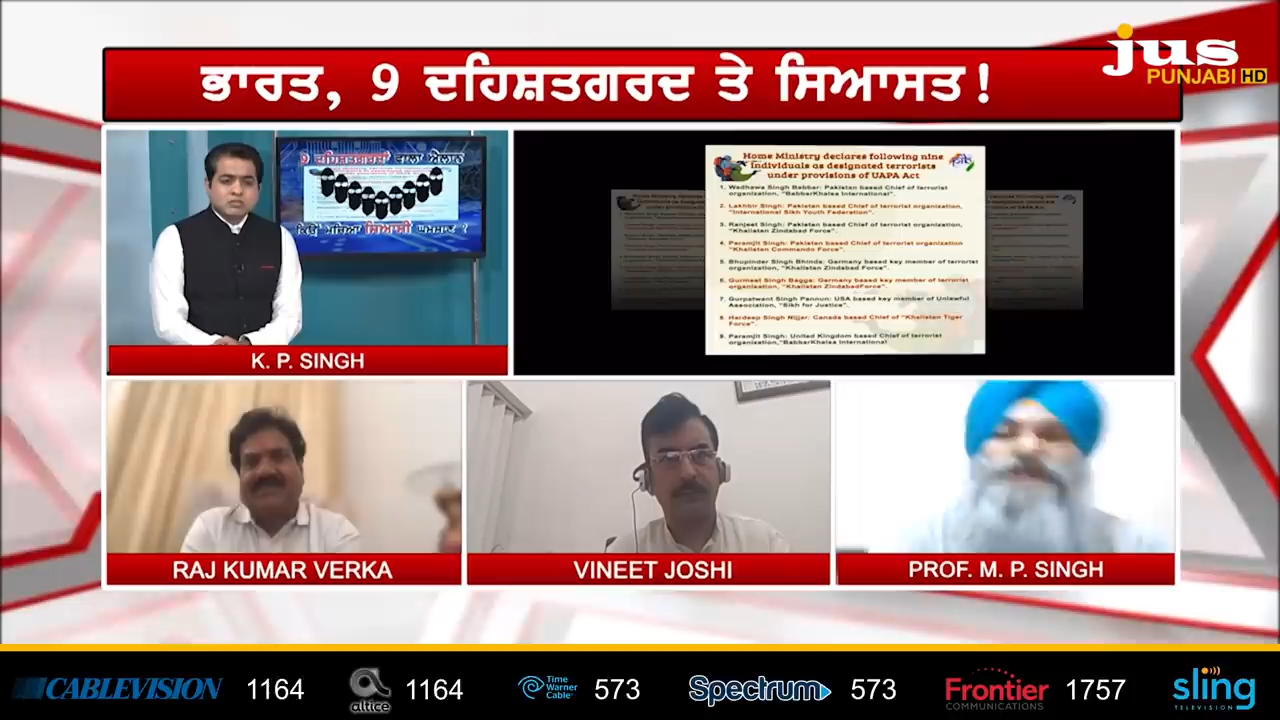 ਭਾਰਤ, 9 ਦਹਿਸ਼ਤਗਰਦ ਤੇ ਸਿਆਸਤ!
jus
PUNJABI HD
9 ਦਹਿਸ਼ਤਗਰਦਾਂ ਵਾਲਾ ਐਲਾਨ
K. P. SINGH
Home Ministry declares following nine
individuals as designated terrorists
under provisions of UAPA Act
1. Wadhawa Singh Babbar: Pakistan based Chief of terrorist
organization, "BabbarKhalsa International".
2. Lakhbir Singh: Pakistan based Chief of terrorist organization,
"International Sikh Youth Federation".
3. Ranjeet Singh: Pakistan based Chief of terrorist organization,
"Khalistan Zindabad Force".
4. Paramjit Singh: Pakistan based Chief of terrorist organization
"Khalistan Commando Force".
5. Bhupinder Singh Bhinda: Germany based key member of terrorist
organization, "Khalistan Zindabad Force".
6. Gurmeet Singh Bagga: Germany based key member of terrorist
organization, "Khalistan ZindabadForce".
7. Gurpatwant Singh Pannun: USA based key member of Unlawful
Association, "Sikh for Justice".
8. Hardeep Singh Nijjar: Canada based Chief of "Khalistan Tiger
Force".
9. Paramjit Singh: United Kingdom based Chief of terrorist
organization,"BabbarKhalsa International
RAJ KUMAR VERKA
VINEET JOSHI
PROF. M. P. SINGH
CABLEVISION 1164
altice 1164
Time
Warner
Cable 573
Spectrum 573
Frontier
COMMUNICATIONS 1757
sling
TELEVISION